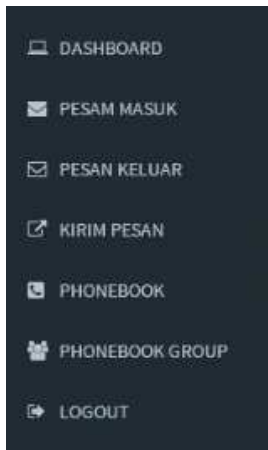 DASHBOARD
PESAM MASUK
PESAN KELUAR
KIRIM PESAN
PHONEBOOK
PHONEBOOK GROUP
LOGOUT